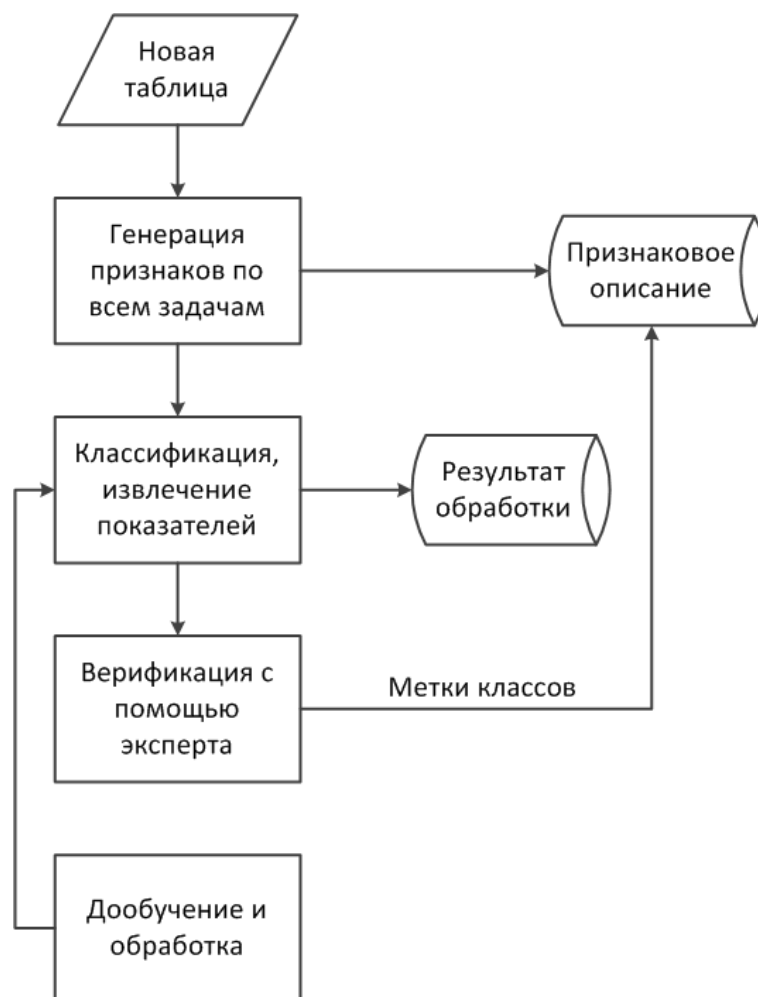 Новая
таблица
Генерация
признаков по
всем задачам
Признаковое
описание
Классификация,
извлечение
показателей
Результат
обработки
Верификация с
помощью
эксперта
Метки классов
Дообучение и
обработка